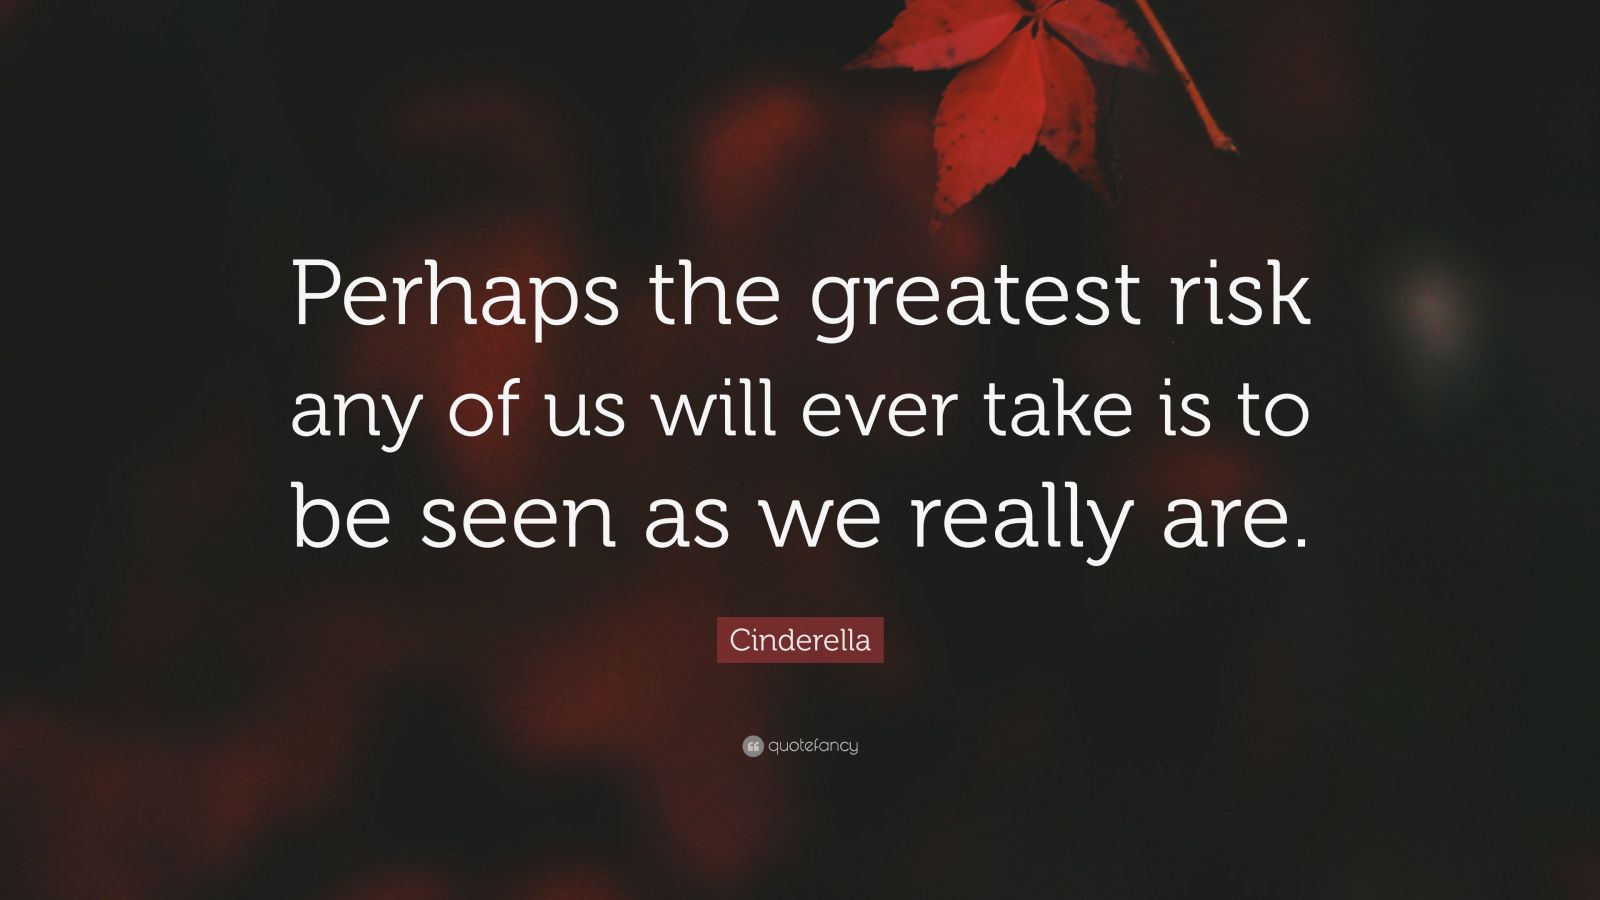 Perhaps the greatest risk
any of us will ever take is to
be seen as we really are.
Cinderella
quotefancy